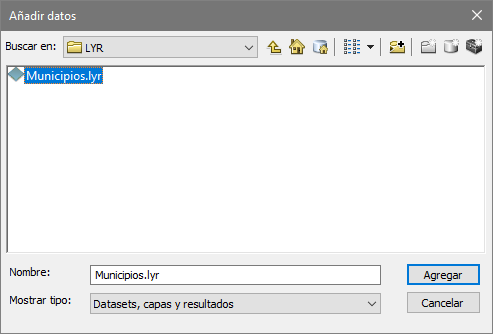 Añadir datos
Buscar en: LYR
Municipios.lyr
Nombre: Municipios.lyr Agregar
Mostrar tipo: Datasets, capas y resultados Cancelar